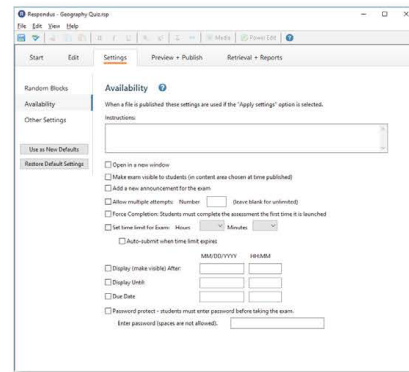 Respondus - Geography Quiz.rsp
File Edit View Help
B I U Media Power Edit
Start Edit Settings Preview + Publish Retrieval + Reports
Random Blocks
Availability
Other Settings
Use as New Defaults
Restore Default Settings
Availability
When a file is published these settings are used if the "Apply settings" option is selected.
Instructions:
Open in a new window
Make exam visible to students (in content area chosen at time published)
Add a new announcement for the exam
Allow multiple attempts: Number (leave blank for unlimited)
Force Completion: Students must complete the assessment the first time it is launched
Set time limit for Exam: Hours Minutes
Auto-submit when time limit expires
MM/DD/YYYY HH:MM
Display (make visible) After:
Display Until:
Due Date
Password protect - students must enter password before taking the exam.
Enter password (spaces are not allowed).